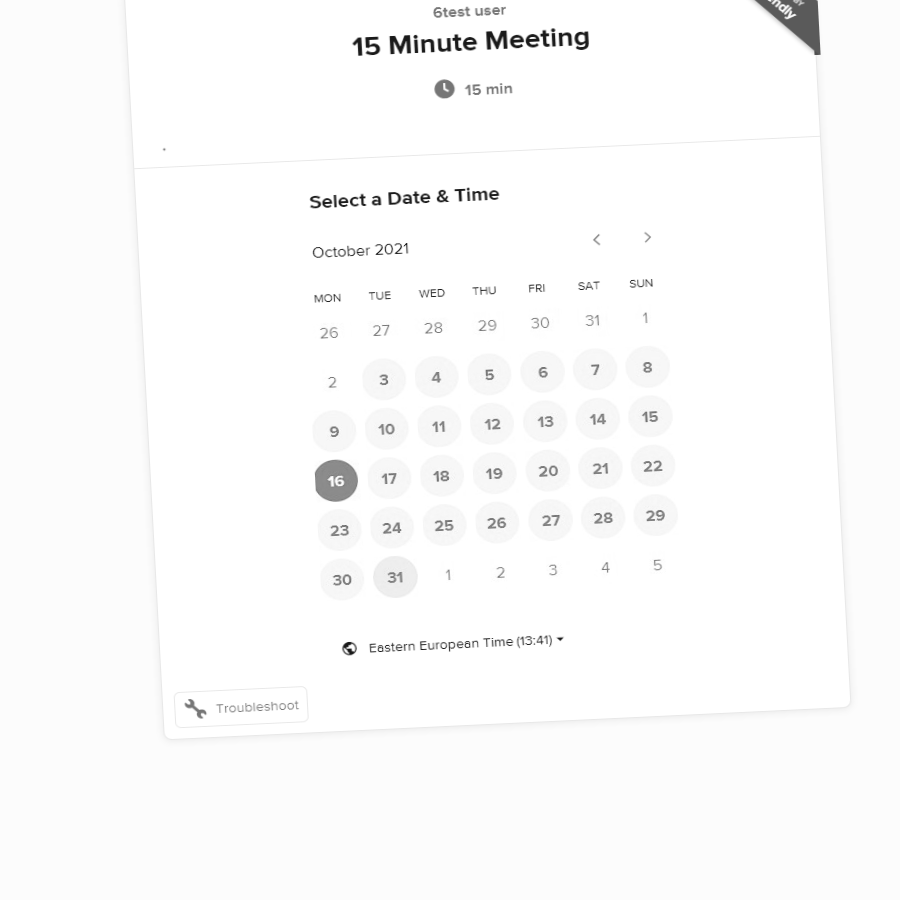 6test user
15 Minute Meeting
15 min
Select a Date & Time
October 2021
MON TUE WED THU FRI SAT SUN
26 27 28 29 30 31 1
2 3 4 5 6 7 8
9 10 11 12 13 14 15
16 17 18 19 20 21 22
23 24 25 26 27 28 29
30 31 1 2 3 4 5
Eastern European Time (13:41)
Troubleshoot